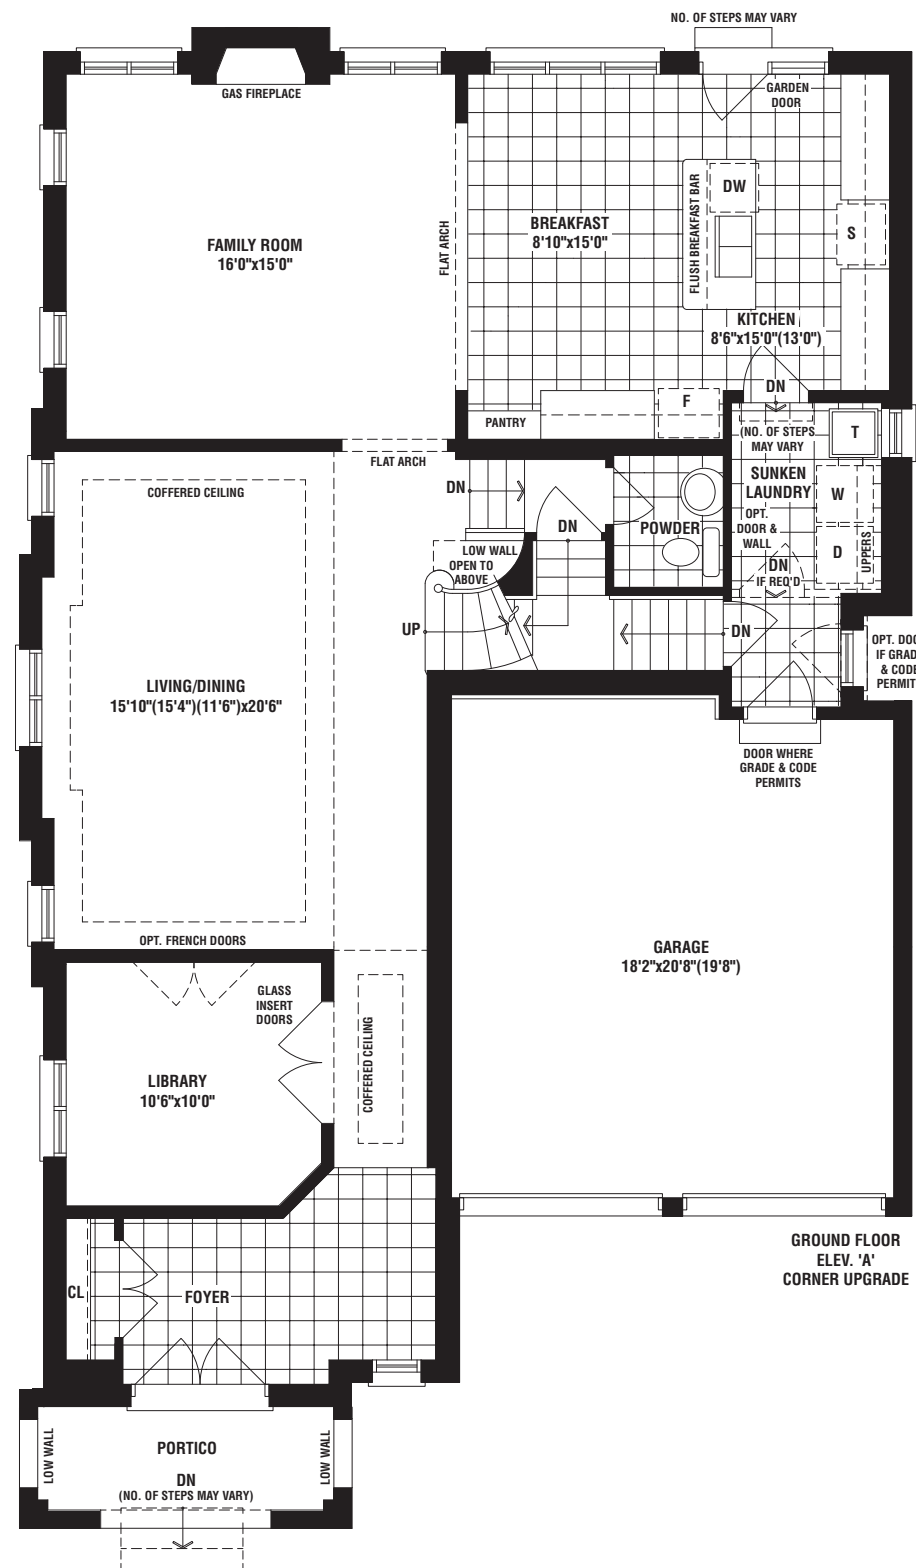 NO. OF STEPS MAY VARY
GAS FIREPLACE
GARDEN
DOOR
FLUSH BREAKFAST BAR
DW
S
BREAKFAST
8'10"x15'0"
FAMILY ROOM
16'0"x15'0"
FLAT ARCH
KITCHEN
8'6"x15'0"(13'0")
DN
F
PANTRY
(NO. OF STEPS
MAY VARY
T
FLAT ARCH
SUNKEN
LAUNDRY
W
COFFERED CEILING
DN
DN
POWDER
OPT.
DOOR &
WALL
D
UPPERS
LOW WALL
OPEN TO
ABOVE
DN
IF REQ'D
UP
DN
OPT. DOO
IF GRAD
& CODE
PERMIT
LIVING/DINING
15'10"(15'4")(11'6")x20'6"
DOOR WHERE
GRADE & CODE
PERMITS
OPT. FRENCH DOORS
GARAGE
18'2"x20'8"(19'8")
GLASS
INSERT
DOORS
COFFERED CEILING
LIBRARY
10'6"x10'0"
GROUND FLOOR
ELEV. 'A'
CORNER UPGRADE
CL
FOYER
LOW WALL
PORTICO
LOW WALL
DN
(NO. OF STEPS MAY VARY)